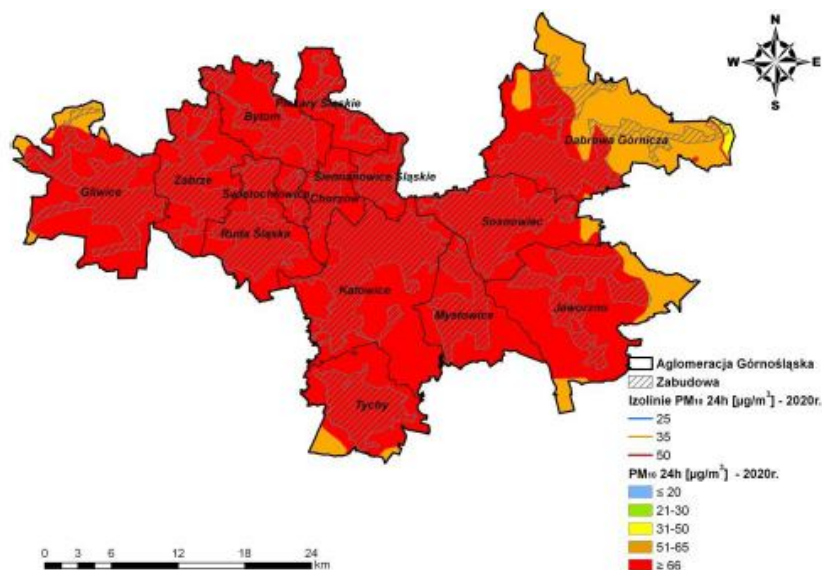 N
W E
S
Piekary Śląskie
Bytom
Dąbrowa Górnicza
Siemianowice Śląskie
Zabrze
Gliwice
Świętochłowice
Chorzów
Sosnowiec
Ruda Śląska
Katowice
Mysłowice
Jaworzno
Tychy
Aglomeracja Górnośląska
Zabudowa
Izolinie PM10 24h [µg/m³] - 2020r.
25
35
50
PM10 24h [µg/m³] - 2020r.
≤ 20
21-30
31-50
51-65
≥ 66
0 3 6 12 18 24
km